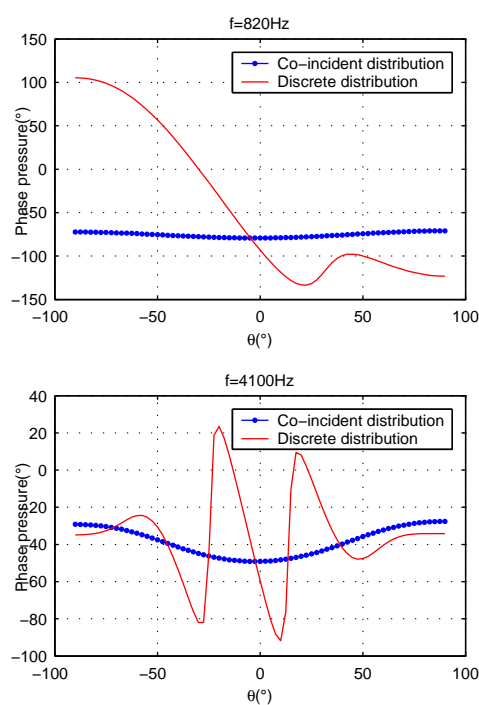 f=820Hz
150
100
50
0
−50
−100
−150
Phase pressure(°)
Co−incident distribution
Discrete distribution
−100
−50
0
50
100
θ(°)
f=4100Hz
40
20
0
−20
−40
−60
−80
−100
Phase pressure(°)
Co−incident distribution
Discrete distribution
−100
−50
0
50
100
θ(°)